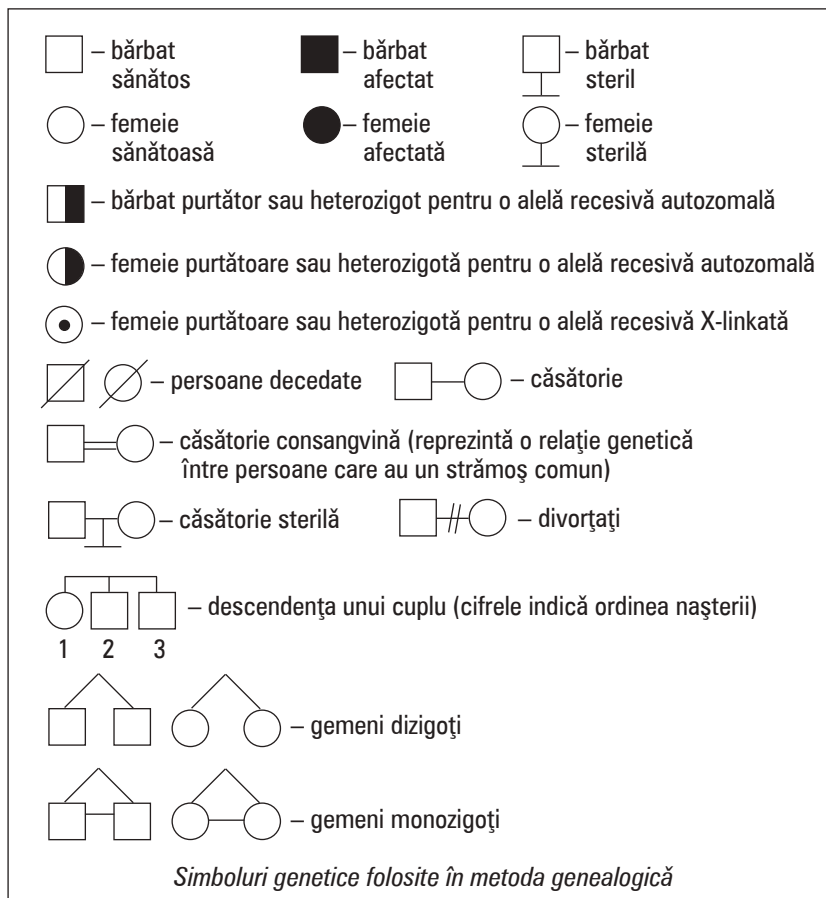 – bărbat sănătos
– bărbat afectat
– bărbat steril
– femeie sănătoasă
– femeie afectată
– femeie sterilă
– bărbat purtător sau heterozigot pentru o alelă recesivă autozomală
– femeie purtătoare sau heterozigotă pentru o alelă recesivă autozomală
– femeie purtătoare sau heterozigotă pentru o alelă recesivă X-linkată
– persoane decedate
– căsătorie
– căsătorie consangvină (reprezintă o relaţie genetică
între persoane care au un strămoş comun)
– căsătorie sterilă
– divorţaţi
– descendenţa unui cuplu (cifrele indică ordinea naşterii)
1 2 3
– gemeni dizigoţi
– gemeni monozigoţi
Simboluri genetice folosite în metoda genealogică